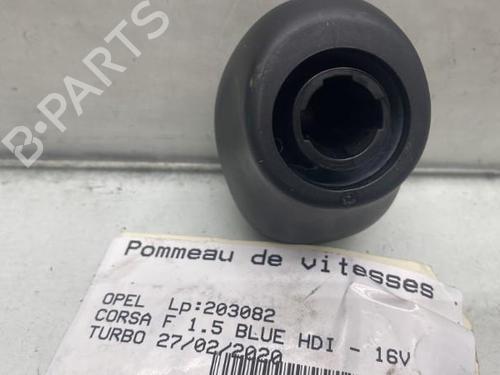 B-PARTS
Pommeau de vitesses
OPEL Lp:203082
CORSA F 1.5 BLUE HDI - 16V
TURBO 27/02/2020